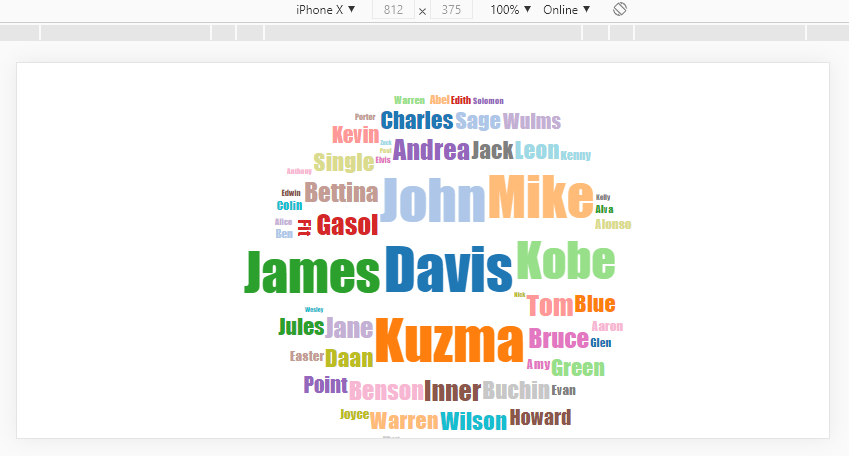 iPhone X ▼ 812 × 375 100% ▼ Online ▼
Warren Abel Edith Solomon
Porter Charles Sage Wulms
Kevin
Andrea Jack Leon Kenny
Paul
Single Elvis
Anthony
John Mike
Edwin Bettina Kelly
Colin Alva
Alice Fit Gasol Alonso
Ben
James Davis Kobe
Rick
Wesley Tom Blue
Jules Jane Kuzma Bruce Aaron
Glen
Easter Daan Amy Green
Point Benson Inner Buchin Evan
Joyce Warren Wilson Howard